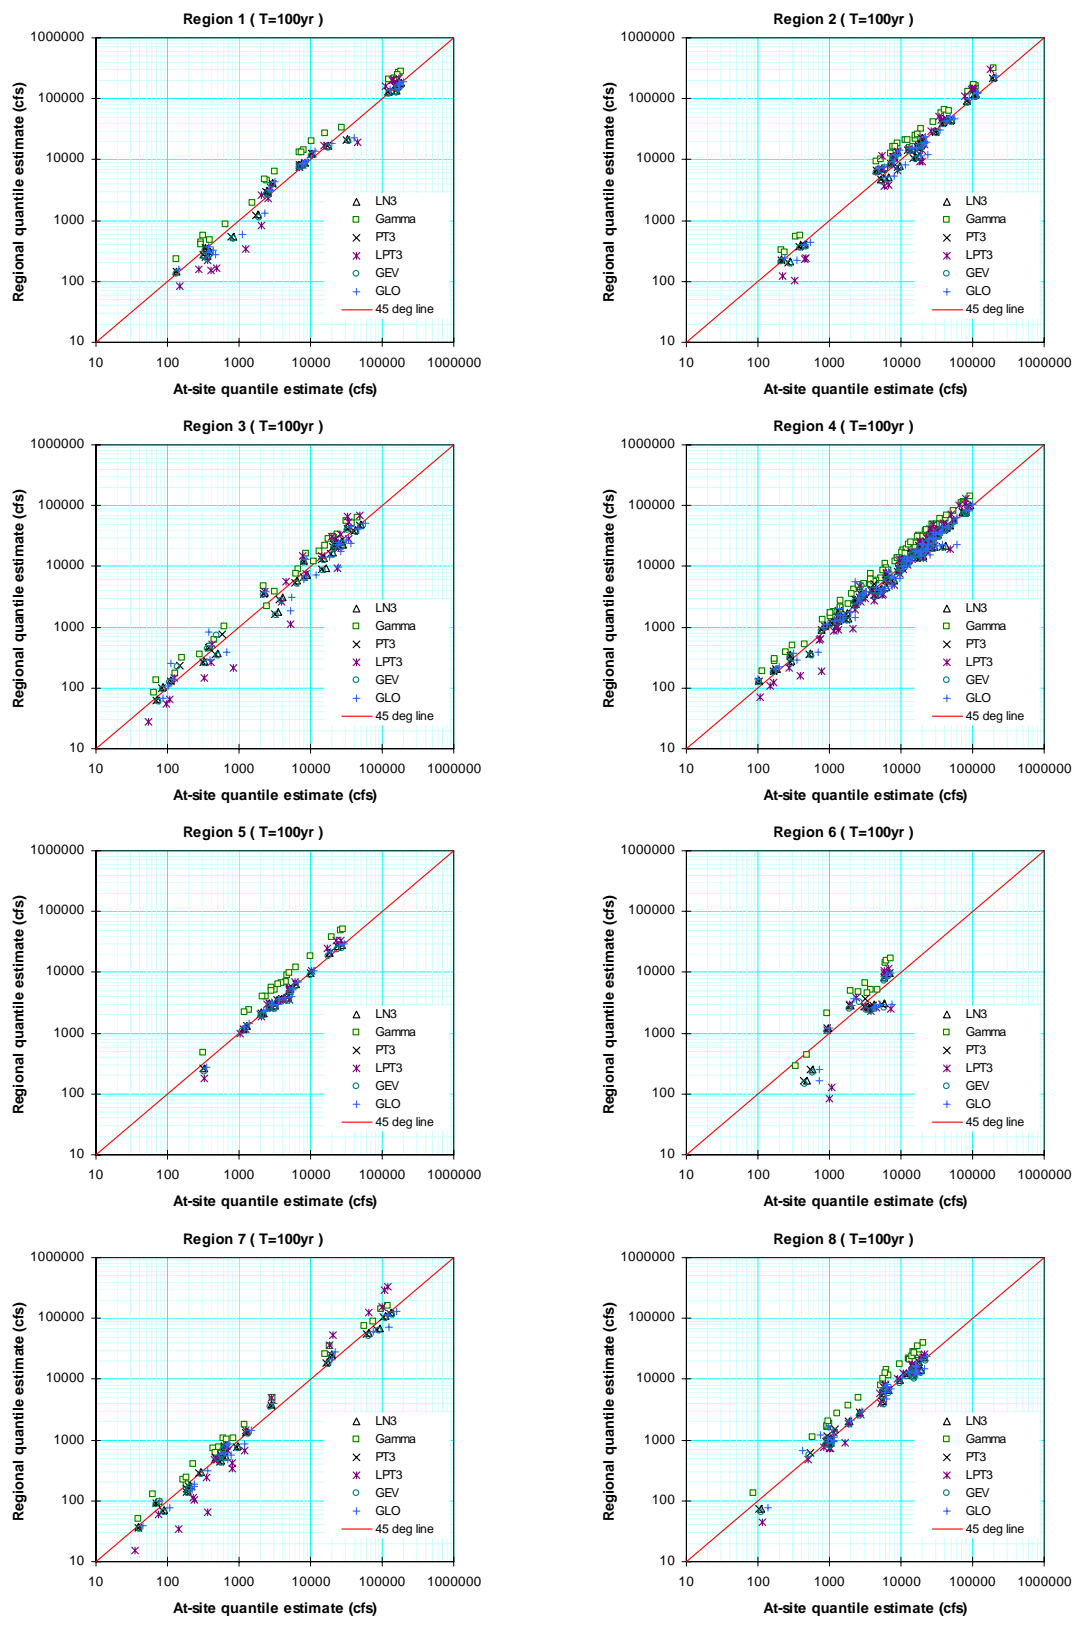 Region 1 ( T=100yr )
Regional quantile estimate (cfs)
1000000
100000
10000
1000
100
10
LN3
Gamma
PT3
LPT3
GEV
GLO
45 deg line
10 100 1000 10000 100000 1000000
At-site quantile estimate (cfs)
Region 2 ( T=100yr )
Regional quantile estimate (cfs)
1000000
100000
10000
1000
100
10
LN3
Gamma
PT3
LPT3
GEV
GLO
45 deg line
10 100 1000 10000 100000 1000000
At-site quantile estimate (cfs)
Region 3 ( T=100yr )
Regional quantile estimate (cfs)
1000000
100000
10000
1000
100
10
LN3
Gamma
PT3
LPT3
GEV
GLO
45 deg line
10 100 1000 10000 100000 1000000
At-site quantile estimate (cfs)
Region 4 ( T=100yr )
Regional quantile estimate (cfs)
1000000
100000
10000
1000
100
10
LN3
Gamma
PT3
LPT3
GEV
GLO
45 deg line
10 100 1000 10000 100000 1000000
At-site quantile estimate (cfs)
Region 5 ( T=100yr )
Regional quantile estimate (cfs)
1000000
100000
10000
1000
100
10
LN3
Gamma
PT3
LPT3
GEV
GLO
45 deg line
10 100 1000 10000 100000 1000000
At-site quantile estimate (cfs)
Region 6 ( T=100yr )
Regional quantile estimate (cfs)
1000000
100000
10000
1000
100
10
LN3
Gamma
PT3
LPT3
GEV
GLO
45 deg line
10 100 1000 10000 100000 1000000
At-site quantile estimate (cfs)
Region 7 ( T=100yr )
Regional quantile estimate (cfs)
1000000
100000
10000
1000
100
10
LN3
Gamma
PT3
LPT3
GEV
GLO
45 deg line
10 100 1000 10000 100000 1000000
At-site quantile estimate (cfs)
Region 8 ( T=100yr )
Regional quantile estimate (cfs)
1000000
100000
10000
1000
100
10
LN3
Gamma
PT3
LPT3
GEV
GLO
45 deg line
10 100 1000 10000 100000 1000000
At-site quantile estimate (cfs)